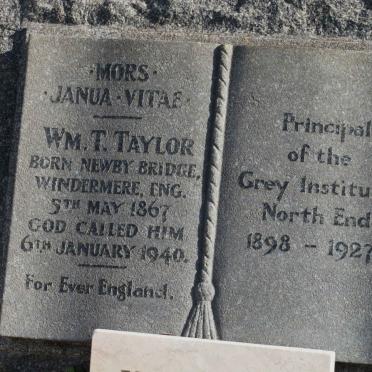 ·MORS·
JANUA·VITAE·
WM. T. TAYLOR
BORN NEWBY BRIDGE,
WINDERMERE, ENG.
5TH MAY 1867
GOD CALLED HIM
6TH JANUARY 1940.
For Ever England.
Principal
of the
Grey Institu
North End
1898 – 1927